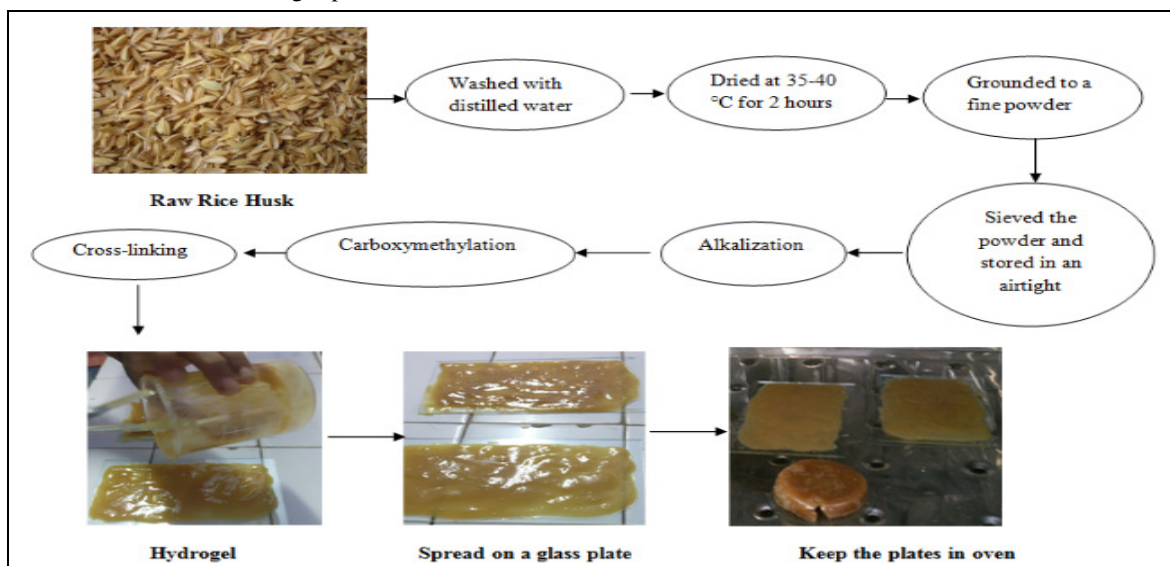 Washed with
distilled water
Dried at 35-40
°C for 2 hours
Grounded to a
fine powder
Raw Rice Husk
Cross-linking
Carboxymethylation
Alkalization
Sieved the
powder and
stored in an
airtight
Hydrogel
Spread on a glass plate
Keep the plates in oven